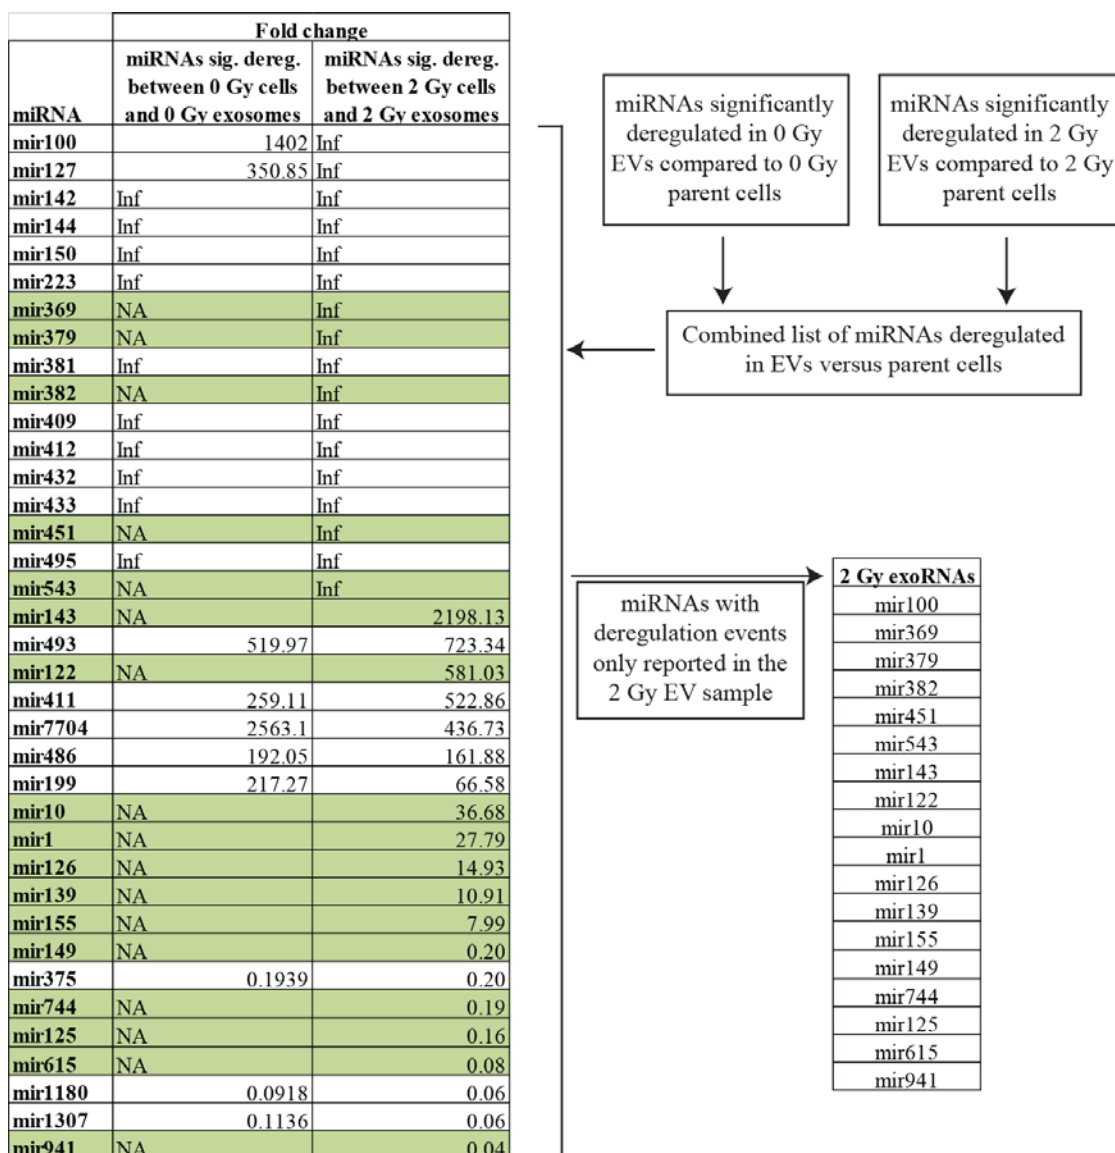 Fold change
miRNA
miRNAs sig. dereg.
between 0 Gy cells
and 0 Gy exosomes
miRNAs sig. dereg.
between 2 Gy cells
and 2 Gy exosomes
mir100 1402 Inf
mir127 350.85 Inf
mir142 Inf Inf
mir144 Inf Inf
mir150 Inf Inf
mir223 Inf Inf
mir369 NA Inf
mir379 NA Inf
mir381 Inf Inf
mir382 NA Inf
mir409 Inf Inf
mir412 Inf Inf
mir432 Inf Inf
mir433 Inf Inf
mir451 NA Inf
mir495 Inf Inf
mir543 NA Inf
mir143 NA 2198.13
mir493 519.97 723.34
mir122 NA 581.03
mir411 259.11 522.86
mir7704 2563.1 436.73
mir486 192.05 161.88
mir199 217.27 66.58
mir10 NA 36.68
mir1 NA 27.79
mir126 NA 14.93
mir139 NA 10.91
mir155 NA 7.99
mir149 NA 0.20
mir375 0.1939 0.20
mir744 NA 0.19
mir125 NA 0.16
mir615 NA 0.08
mir1180 0.0918 0.06
mir1307 0.1136 0.06
mir941 NA 0.04
miRNAs significantly
deregulated in 0 Gy
EVs compared to 0 Gy
parent cells
miRNAs significantly
deregulated in 2 Gy
EVs compared to 2 Gy
parent cells
Combined list of miRNAs deregulated
in EVs versus parent cells
miRNAs with
deregulation events
only reported in the
2 Gy EV sample
2 Gy exoRNAs
mir100
mir369
mir379
mir382
mir451
mir543
mir143
mir122
mir10
mir1
mir126
mir139
mir155
mir149
mir744
mir125
mir615
mir941